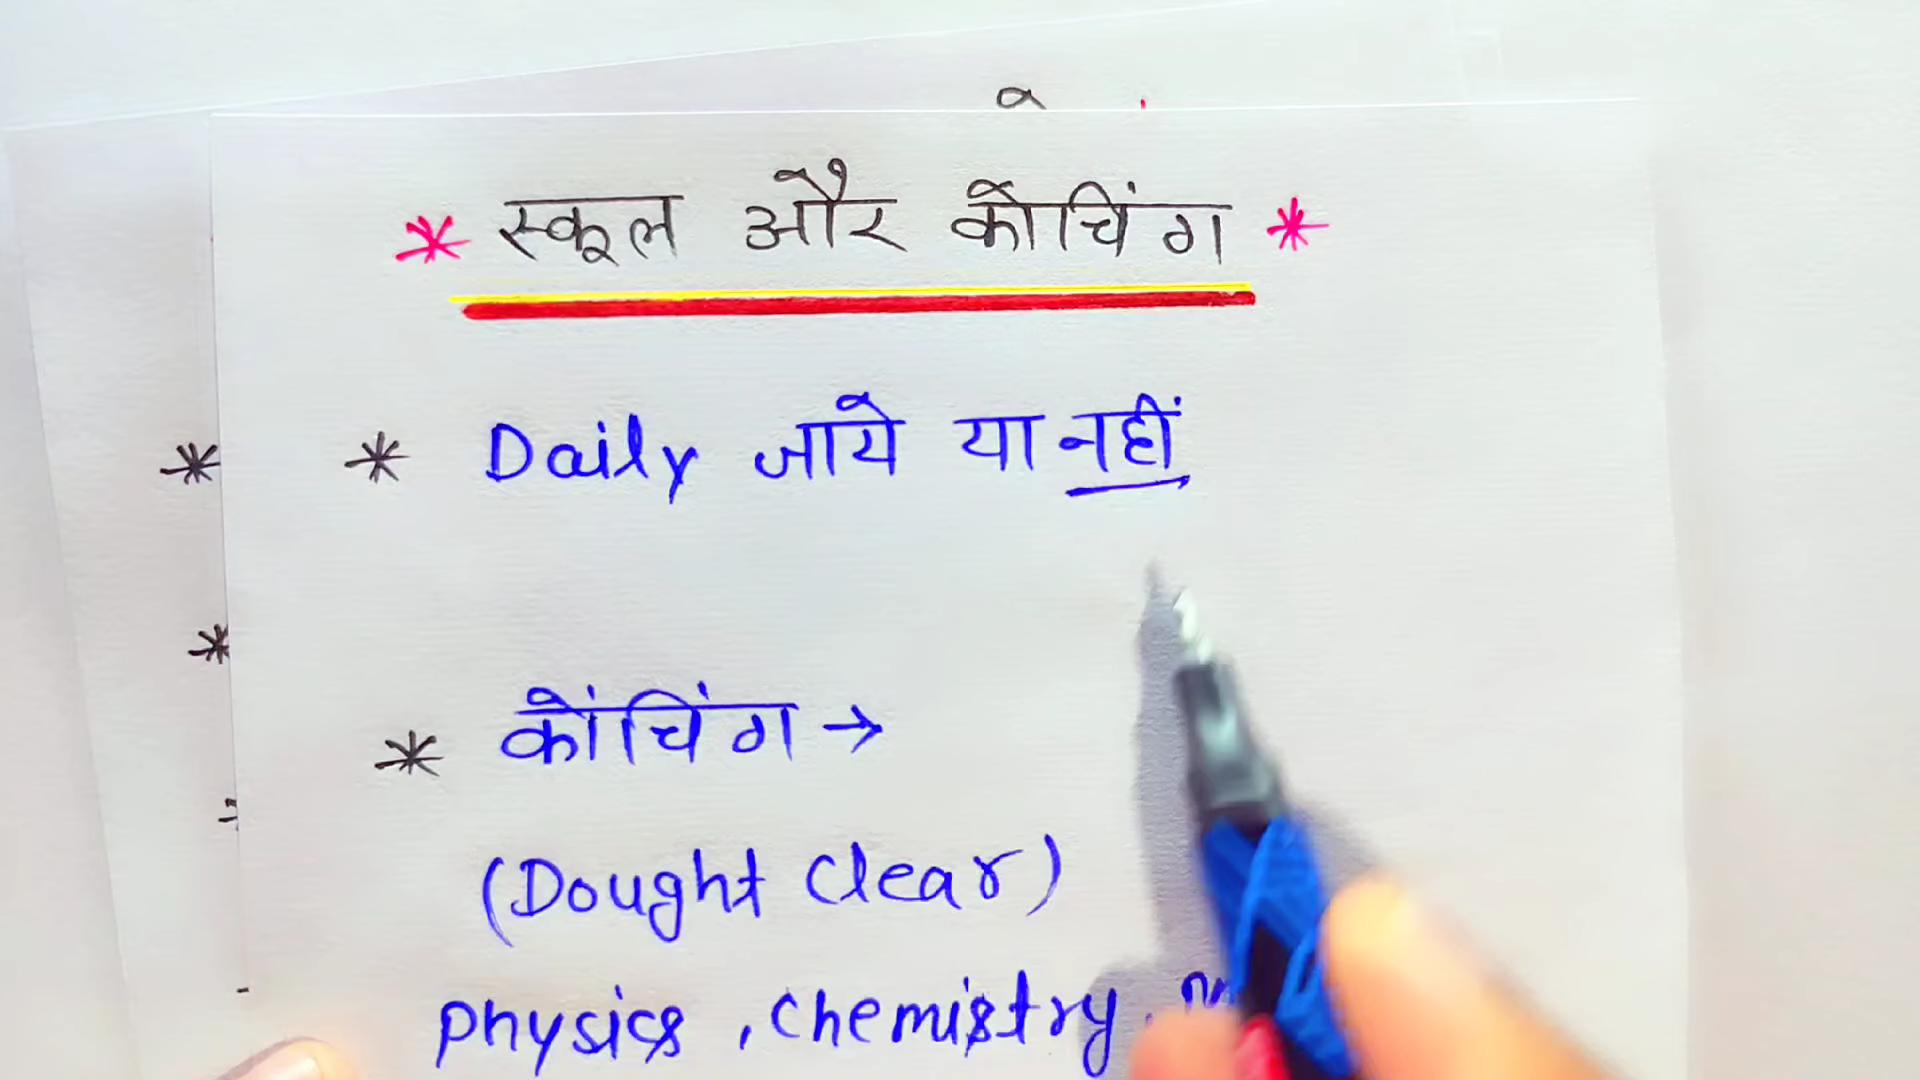 * स्कूल और कोचिंग *
* Daily जाये या नहीं
* कोंचिंग →
(Dought Clear)
physics, chemistry,